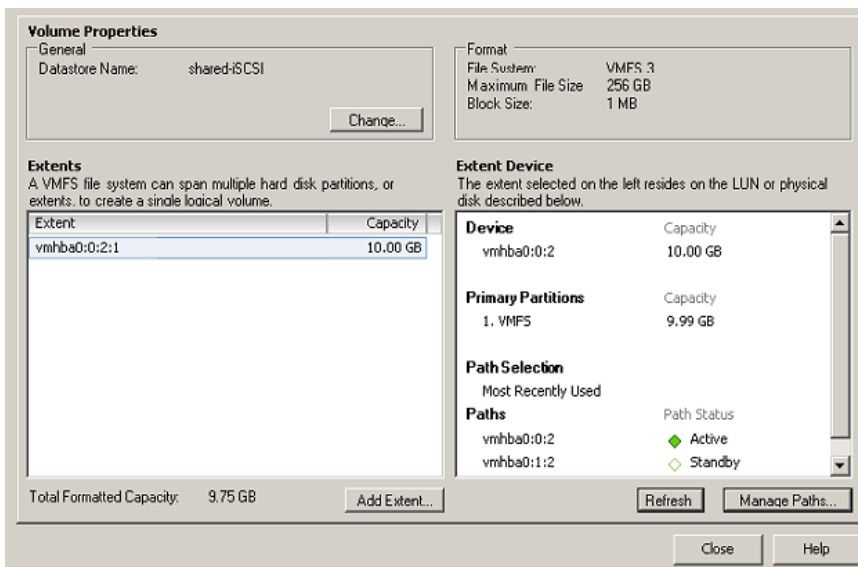 Volume Properties
General
Datastore Name: shared-iSCSI
Change...
Format
File System: VMFS 3
Maximum File Size 256 GB
Block Size: 1 MB
Extents
A VMFS file system can span multiple hard disk partitions, or
extents, to create a single logical volume.
Extent Capacity
vmhba0:0:2:1 10.00 GB
Total Formatted Capacity: 9.75 GB
Add Extent...
Extent Device
The extent selected on the left resides on the LUN or physical
disk described below.
Device Capacity
vmhba0:0:2 10.00 GB
Primary Partitions Capacity
1. VMFS 9.99 GB
Path Selection
Most Recently Used
Paths Path Status
vmhba0:0:2 Active
vmhba0:1:2 Standby
Refresh
Manage Paths...
Close
Help